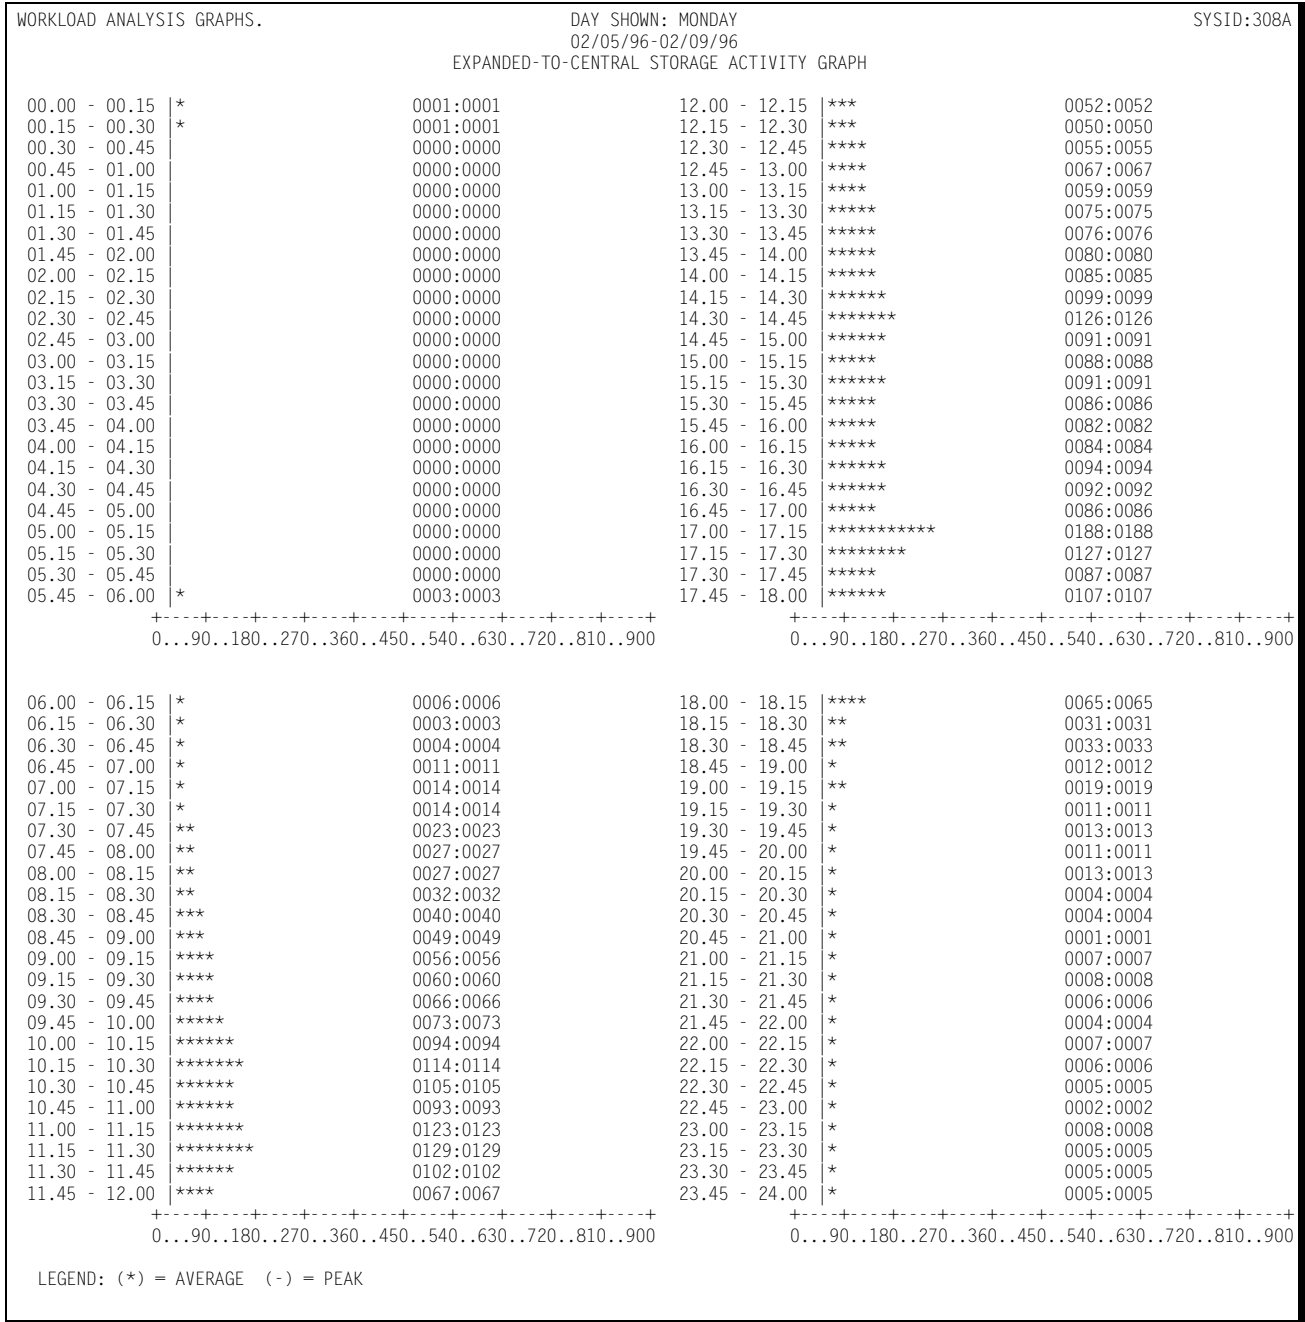 WORKLOAD ANALYSIS GRAPHS. DAY SHOWN: MONDAY SYSID:308A
02/05/96-02/09/96
EXPANDED-TO-CENTRAL STORAGE ACTIVITY GRAPH
00.00 - 00.15 |* 0001:0001 12.00 - 12.15 |*** 0052:0052
00.15 - 00.30 |* 0001:0001 12.15 - 12.30 |*** 0050:0050
00.30 - 00.45 | 0000:0000 12.30 - 12.45 |**** 0055:0055
00.45 - 01.00 | 0000:0000 12.45 - 13.00 |**** 0067:0067
01.00 - 01.15 | 0000:0000 13.00 - 13.15 |**** 0059:0059
01.15 - 01.30 | 0000:0000 13.15 - 13.30 |***** 0075:0075
01.30 - 01.45 | 0000:0000 13.30 - 13.45 |***** 0076:0076
01.45 - 02.00 | 0000:0000 13.45 - 14.00 |***** 0080:0080
02.00 - 02.15 | 0000:0000 14.00 - 14.15 |***** 0085:0085
02.15 - 02.30 | 0000:0000 14.15 - 14.30 |****** 0099:0099
02.30 - 02.45 | 0000:0000 14.30 - 14.45 |******* 0126:0126
02.45 - 03.00 | 0000:0000 14.45 - 15.00 |****** 0091:0091
03.00 - 03.15 | 0000:0000 15.00 - 15.15 |***** 0088:0088
03.15 - 03.30 | 0000:0000 15.15 - 15.30 |****** 0091:0091
03.30 - 03.45 | 0000:0000 15.30 - 15.45 |***** 0086:0086
03.45 - 04.00 | 0000:0000 15.45 - 16.00 |***** 0082:0082
04.00 - 04.15 | 0000:0000 16.00 - 16.15 |***** 0084:0084
04.15 - 04.30 | 0000:0000 16.15 - 16.30 |****** 0094:0094
04.30 - 04.45 | 0000:0000 16.30 - 16.45 |****** 0092:0092
04.45 - 05.00 | 0000:0000 16.45 - 17.00 |***** 0086:0086
05.00 - 05.15 | 0000:0000 17.00 - 17.15 |*********** 0188:0188
05.15 - 05.30 | 0000:0000 17.15 - 17.30 |******** 0127:0127
05.30 - 05.45 | 0000:0000 17.30 - 17.45 |***** 0087:0087
05.45 - 06.00 |* 0003:0003 17.45 - 18.00 |****** 0107:0107
+----+----+----+----+----+----+----+----+----+----+ +----+----+----+----+----+----+----+----+----+----+
0...90..180..270..360..450..540..630..720..810..900 0...90..180..270..360..450..540..630..720..810..900
06.00 - 06.15 |* 0006:0006 18.00 - 18.15 |**** 0065:0065
06.15 - 06.30 |* 0003:0003 18.15 - 18.30 |** 0031:0031
06.30 - 06.45 |* 0004:0004 18.30 - 18.45 |** 0033:0033
06.45 - 07.00 |* 0011:0011 18.45 - 19.00 |* 0012:0012
07.00 - 07.15 |* 0014:0014 19.00 - 19.15 |** 0019:0019
07.15 - 07.30 |* 0014:0014 19.15 - 19.30 |* 0011:0011
07.30 - 07.45 |** 0023:0023 19.30 - 19.45 |* 0013:0013
07.45 - 08.00 |** 0027:0027 19.45 - 20.00 |* 0011:0011
08.00 - 08.15 |** 0027:0027 20.00 - 20.15 |* 0013:0013
08.15 - 08.30 |** 0032:0032 20.15 - 20.30 |* 0004:0004
08.30 - 08.45 |*** 0040:0040 20.30 - 20.45 |* 0004:0004
08.45 - 09.00 |*** 0049:0049 20.45 - 21.00 |* 0001:0001
09.00 - 09.15 |**** 0056:0056 21.00 - 21.15 |* 0007:0007
09.15 - 09.30 |**** 0060:0060 21.15 - 21.30 |* 0008:0008
09.30 - 09.45 |**** 0066:0066 21.30 - 21.45 |* 0006:0006
09.45 - 10.00 |***** 0073:0073 21.45 - 22.00 |* 0004:0004
10.00 - 10.15 |****** 0094:0094 22.00 - 22.15 |* 0007:0007
10.15 - 10.30 |******* 0114:0114 22.15 - 22.30 |* 0006:0006
10.30 - 10.45 |****** 0105:0105 22.30 - 22.45 |* 0005:0005
10.45 - 11.00 |****** 0093:0093 22.45 - 23.00 |* 0002:0002
11.00 - 11.15 |******* 0123:0123 23.00 - 23.15 |* 0008:0008
11.15 - 11.30 |******** 0129:0129 23.15 - 23.30 |* 0005:0005
11.30 - 11.45 |****** 0102:0102 23.30 - 23.45 |* 0005:0005
11.45 - 12.00 |**** 0067:0067 23.45 - 24.00 |* 0005:0005
+----+----+----+----+----+----+----+----+----+----+ +----+----+----+----+----+----+----+----+----+----+
0...90..180..270..360..450..540..630..720..810..900 0...90..180..270..360..450..540..630..720..810..900
LEGEND: (*) = AVERAGE (-) = PEAK